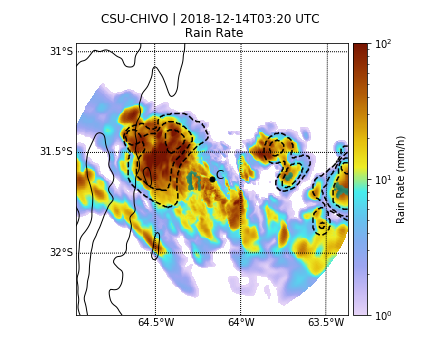 CSU-CHIVO | 2018-12-14T03:20 UTC
Rain Rate
31°S
31.5°S
32°S
C
64.5°W
64°W
63.5°W
10²
10¹
10⁰
Rain Rate (mm/h)